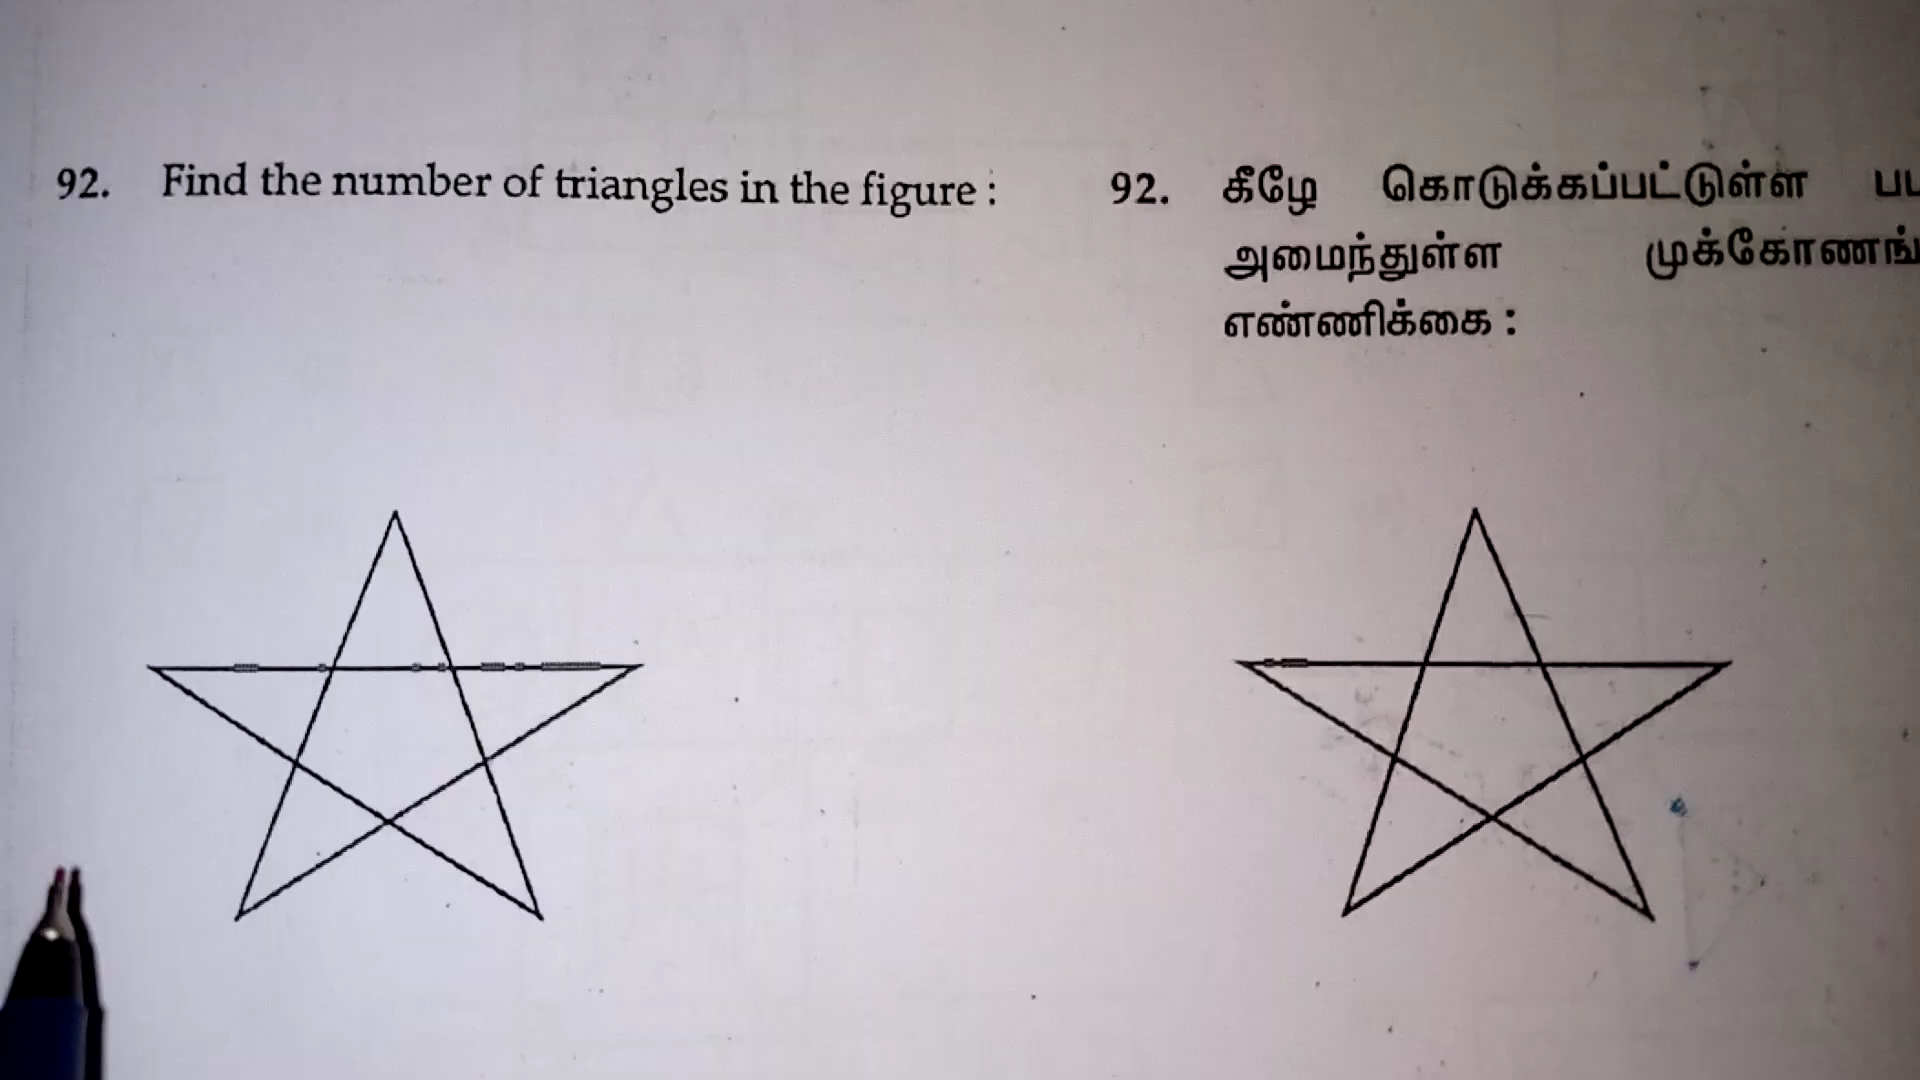 92. Find the number of triangles in the figure :
92. கீழே கொடுக்கப்பட்டுள்ள
அமைந்துள்ள
எண்ணிக்கை :